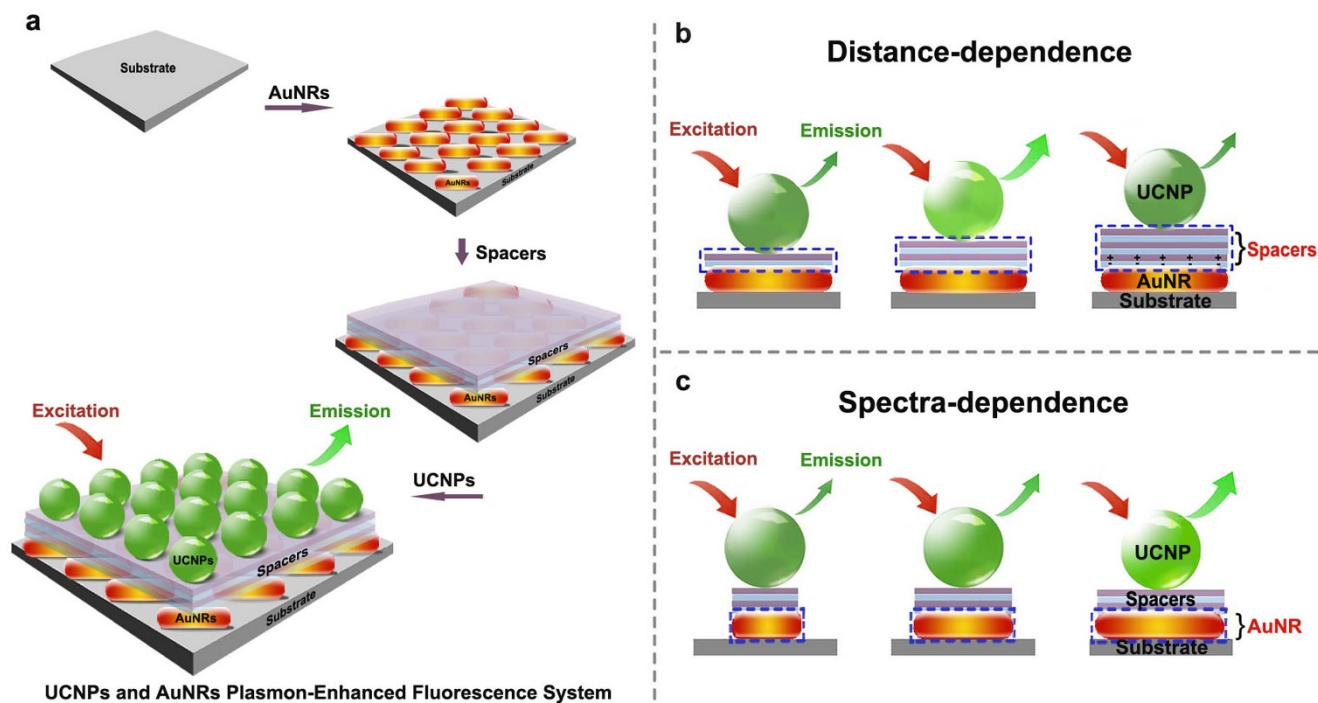 a
Substrate
AuNRs
AuNRs
Substrate
Spacers
Spacers
AuNRs
Substrate
Excitation
Emission
UCNPs
UCNPs
Spacers
AuNRs
Substrate
UCNPs and AuNRs Plasmon-Enhanced Fluorescence System
b
Distance-dependence
Excitation
Emission
UCNP
+ + + + +
- - - - -
Spacers
AuNR
Substrate
c
Spectra-dependence
Excitation
Emission
UCNP
Spacers
AuNR
Substrate